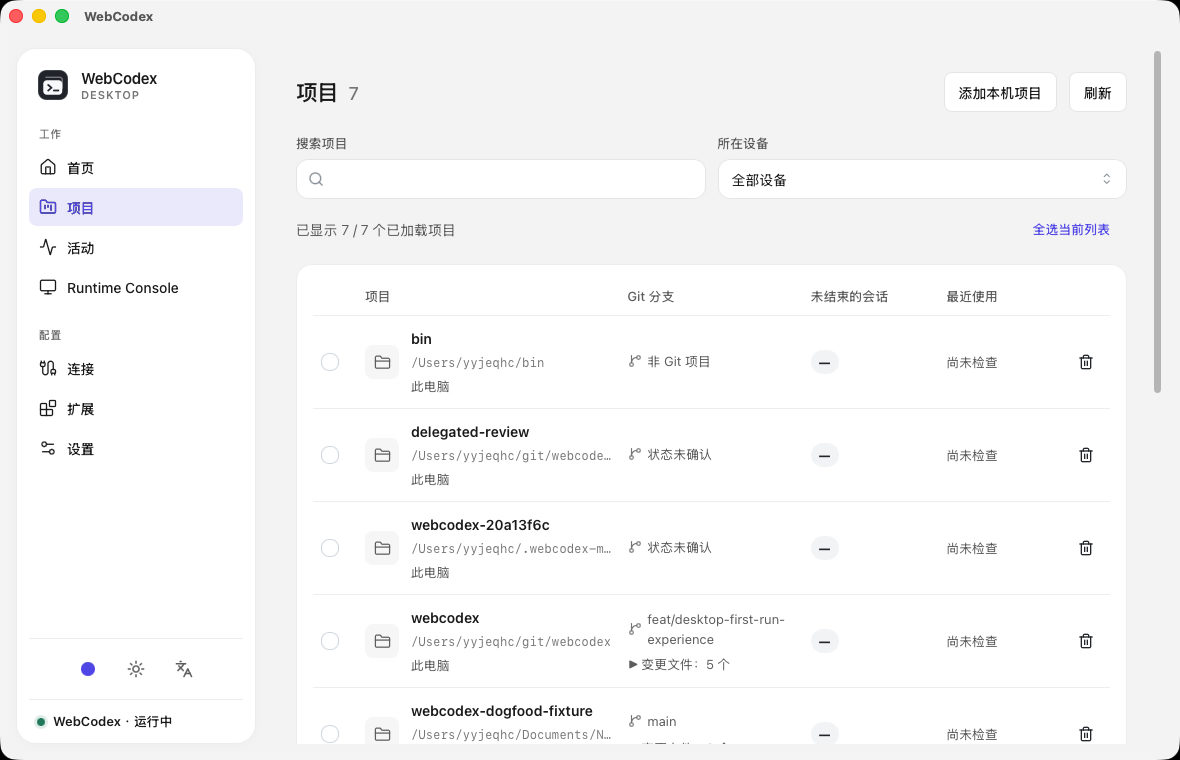 WebCodex
WebCodex
DESKTOP
工作
首页
项目
活动
Runtime Console
配置
连接
扩展
设置
WebCodex · 运行中
项目 7
添加本机项目
刷新
搜索项目
所在设备
全部设备
已显示 7 / 7 个已加载项目
全选当前列表
项目 Git 分支 未结束的会话 最近使用
bin
/Users/yyjeqhc/bin
此电脑
非 Git 项目
—
尚未检查
delegated-review
/Users/yyjeqhc/git/webcode…
此电脑
状态未确认
—
尚未检查
webcodex-20a13f6c
/Users/yyjeqhc/.webcodex-m…
此电脑
状态未确认
—
尚未检查
webcodex
/Users/yyjeqhc/git/webcodex
此电脑
feat/desktop-first-run-
experience
▶ 变更文件：5 个
—
尚未检查
webcodex-dogfood-fixture
/Users/yyjeqhc/Documents/N…
main
—
尚未检查